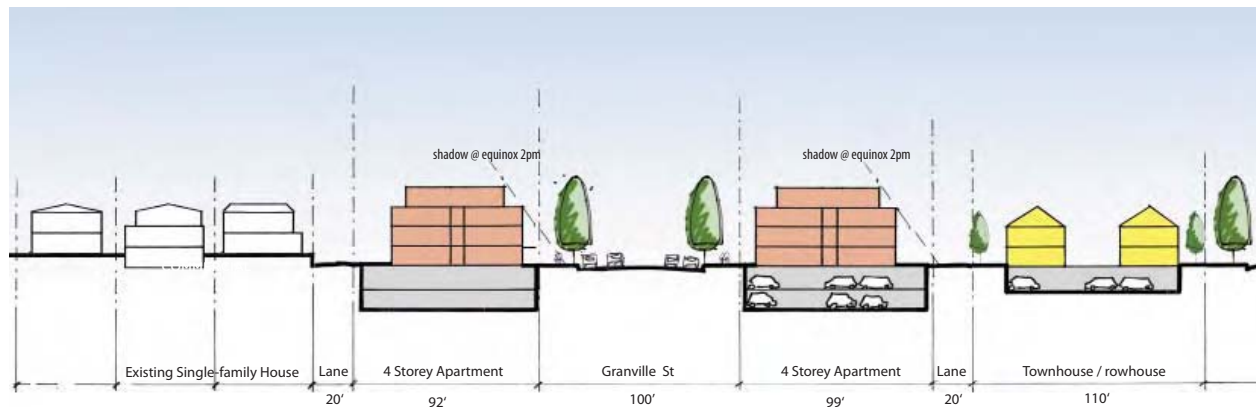 shadow @ equinox 2pm
shadow @ equinox 2pm
Existing Single-family House
Lane
4 Storey Apartment
Granville St
4 Storey Apartment
Lane
Townhouse / rowhouse
20'
92'
100'
99'
20'
110'